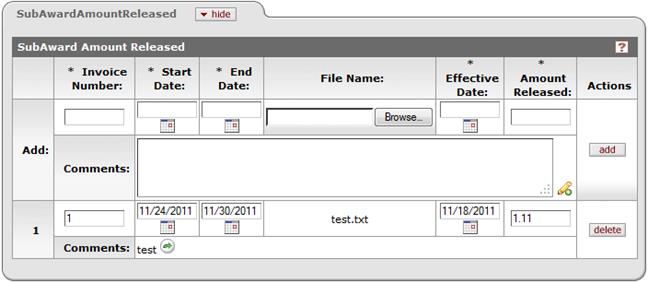 SubAwardAmountReleased hide
SubAward Amount Released ?
* Invoice Number: * Start Date: * End Date: File Name: * Effective Date: * Amount Released: Actions
Add: Browse... add
Comments:
1 1 11/24/2011 11/30/2011 test.txt 11/18/2011 1.11 delete
Comments: test